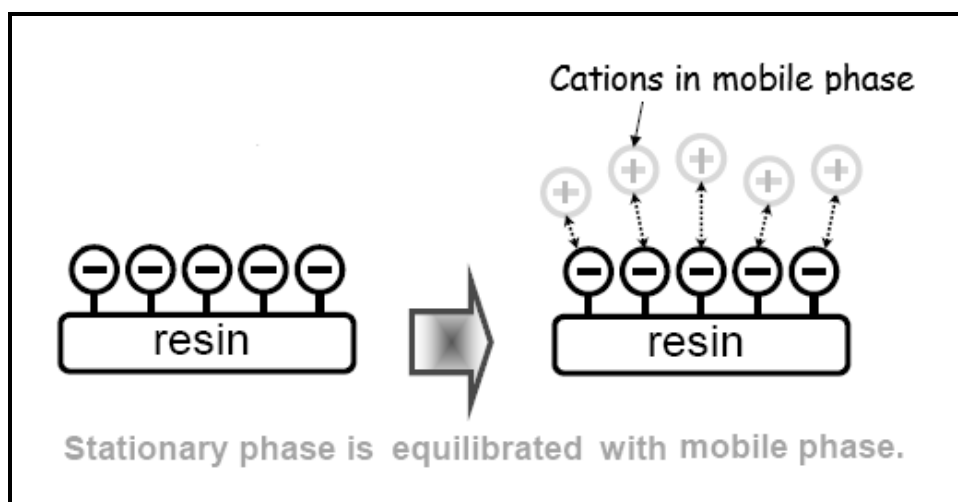 Cations in mobile phase
resin
resin
Stationary phase is equilibrated with mobile phase.